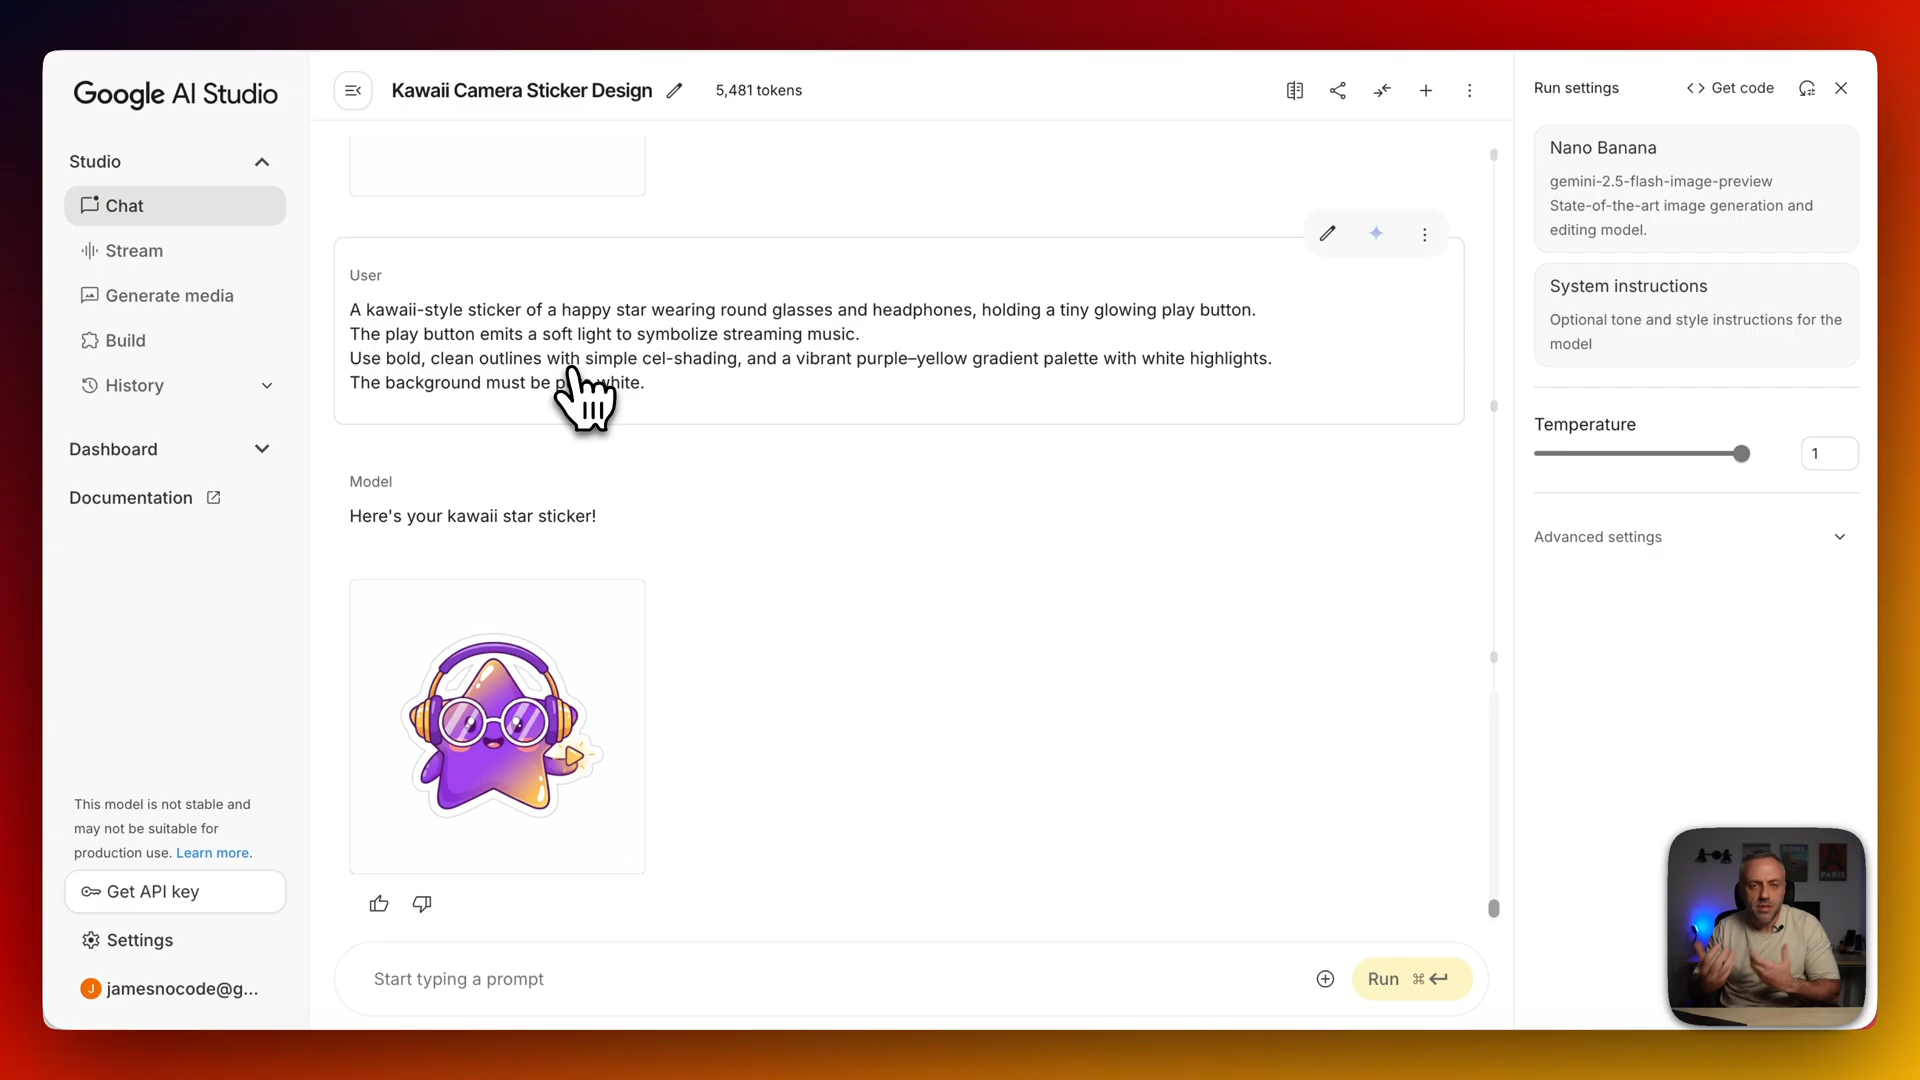 Google AI Studio
Studio
Chat
Stream
Generate media
Build
History
Dashboard
Documentation
This model is not stable and
may not be suitable for
production use. Learn more.
Get API key
Settings
J
jamesnocode@g...
Kawaii Camera Sticker Design
5,481 tokens
User
A kawaii-style sticker of a happy star wearing round glasses and headphones, holding a tiny glowing play button.
The play button emits a soft light to symbolize streaming music.
Use bold, clean outlines with simple cel-shading, and a vibrant purple–yellow gradient palette with white highlights.
The background must be white.
Model
Here's your kawaii star sticker!
Start typing a prompt
Run ⌘
Run settings
Get code
Nano Banana
gemini-2.5-flash-image-preview
State-of-the-art image generation and
editing model.
System instructions
Optional tone and style instructions for the
model
Temperature
1
Advanced settings
PARIS